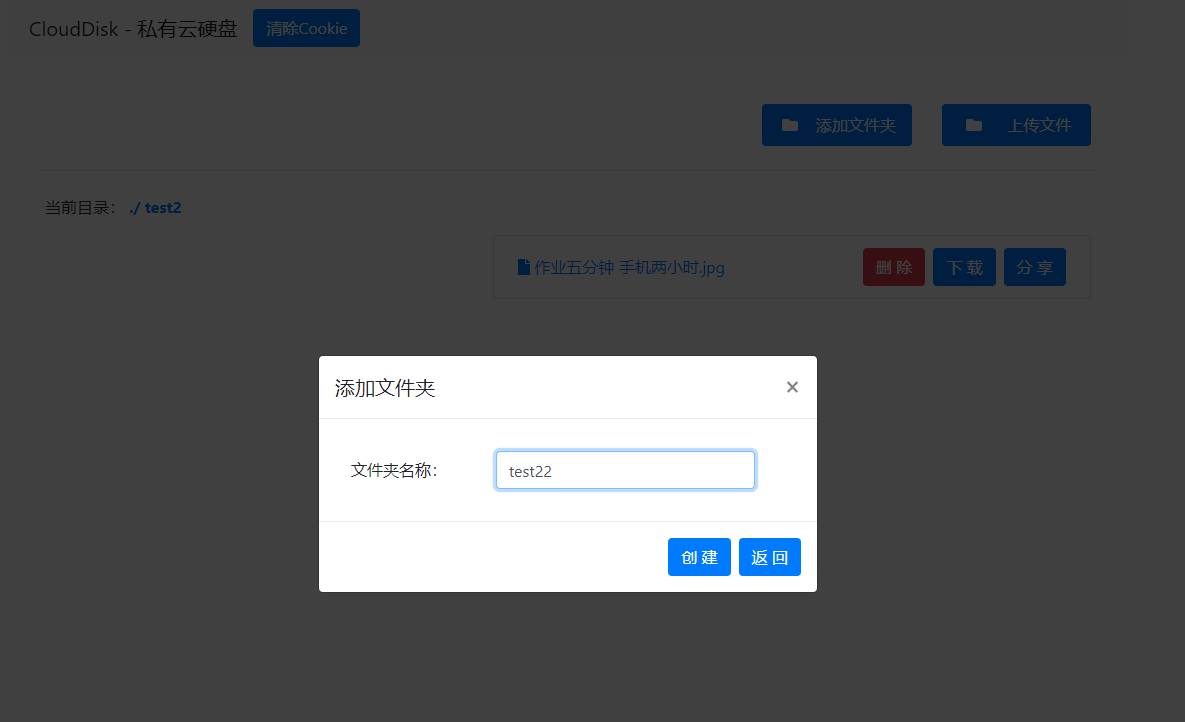 CloudDisk - 私有云硬盘 清除Cookie
添加文件夹 上传文件
当前目录： ./ test2
作业五分钟 手机两小时.jpg 删 除 下 载 分 享
添加文件夹 ×
文件夹名称： test22
创 建 返 回